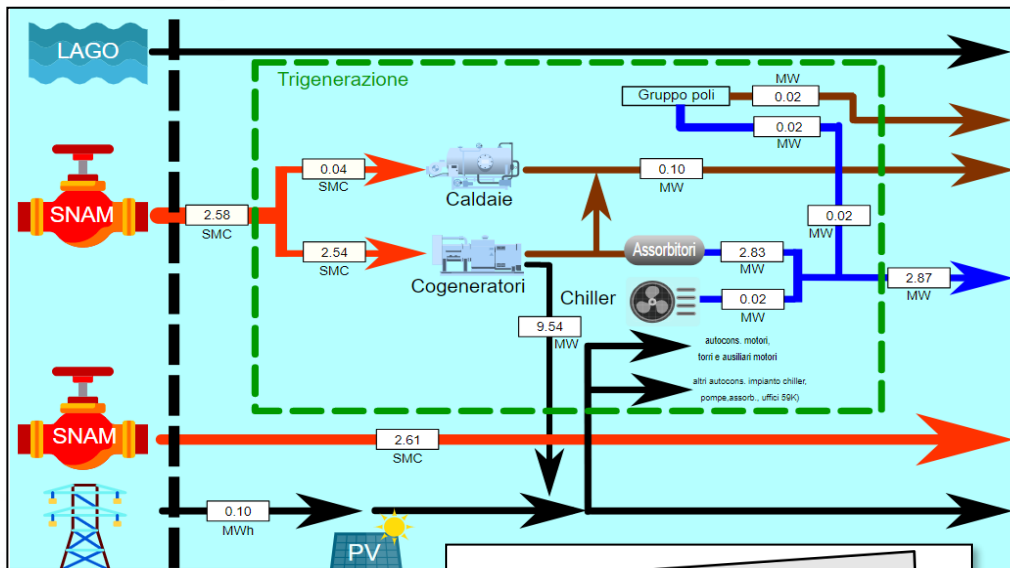 LAGO
Trigenerazione
MW
Gruppo poli
0.02
0.02
MW
SNAM
2.58
SMC
0.04
SMC
Caldaie
0.10
MW
0.02
MW
2.54
SMC
Cogeneratori
Assorbitori
2.83
MW
2.87
MW
Chiller
0.02
MW
9.54
MW
autocons. motori,
torri e ausiliari motori
altri autocons. impianto chiller,
pompe,assorb., uffici 59K)
SNAM
2.61
SMC
0.10
MWh
PV